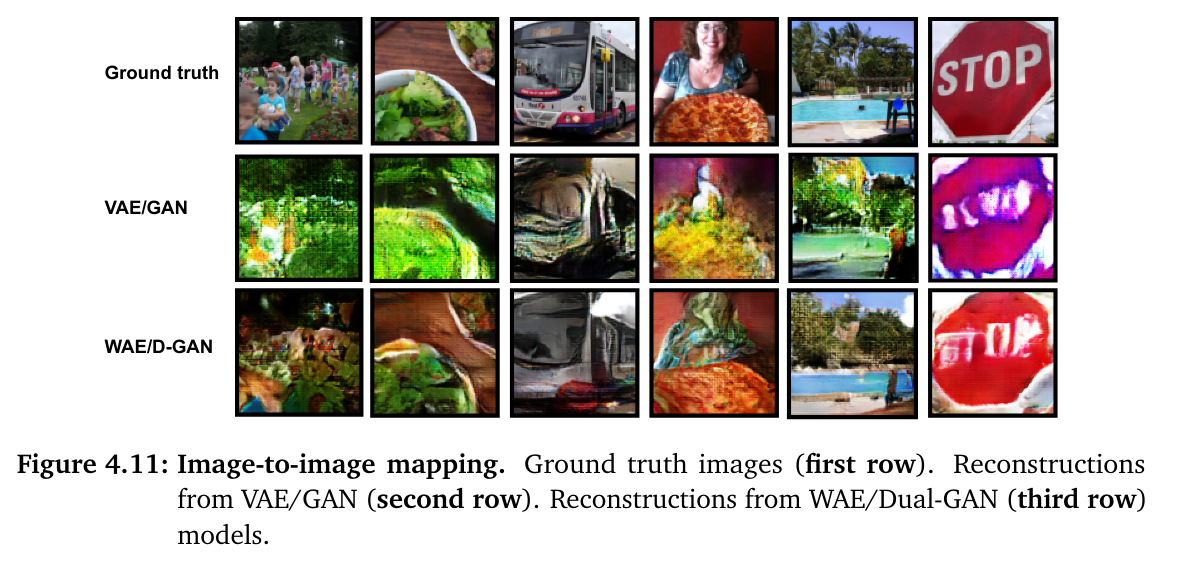 Ground truth
STOP
VAE/GAN
WAE/D-GAN
Figure 4.11: Image-to-image mapping. Ground truth images (first row). Reconstructions
from VAE/GAN (second row). Reconstructions from WAE/Dual-GAN (third row)
models.